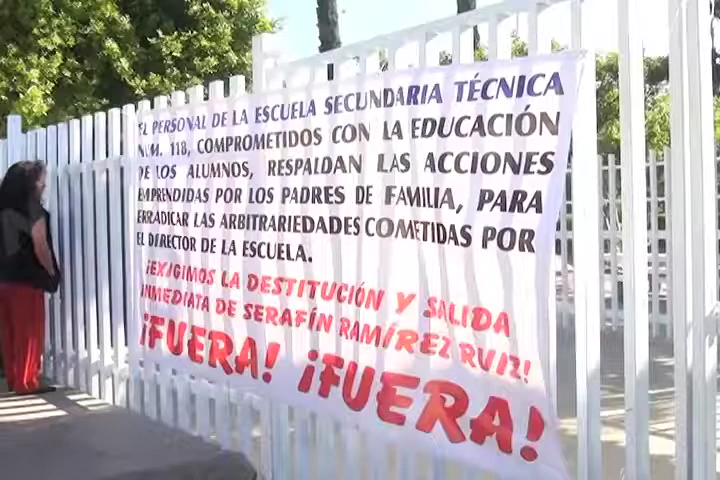 EL PERSONAL DE LA ESCUELA SECUNDARIA TÉCNICA
NUM. 118, COMPROMETIDOS CON LA EDUCACIÓN
DE LOS ALUMNOS, RESPALDAN LAS ACCIONES
EMPRENDIDAS POR LOS PADRES DE FAMILIA, PARA
ERRADICAR LAS ARBITRARIEDADES COMETIDAS POR
EL DIRECTOR DE LA ESCUELA.
¡EXIGIMOS LA DESTITUCIÓN Y SALIDA
INMEDIATA DE SERAFÍN RAMÍREZ RUIZ!
¡FUERA! ¡FUERA!